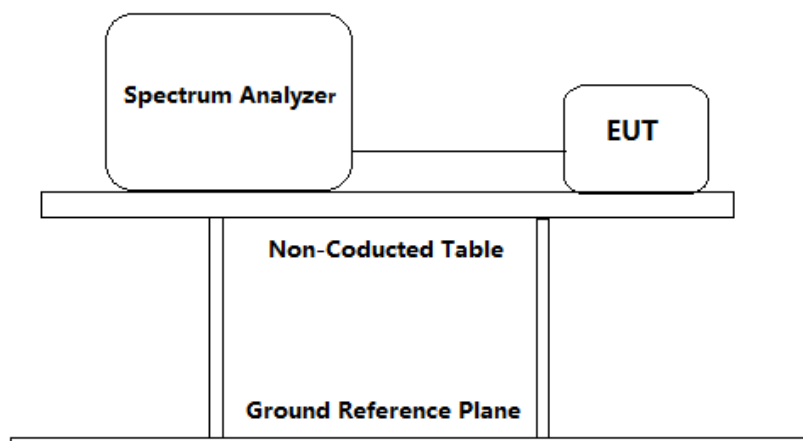 Spectrum Analyzer
EUT
Non-Coducted Table
Ground Reference Plane